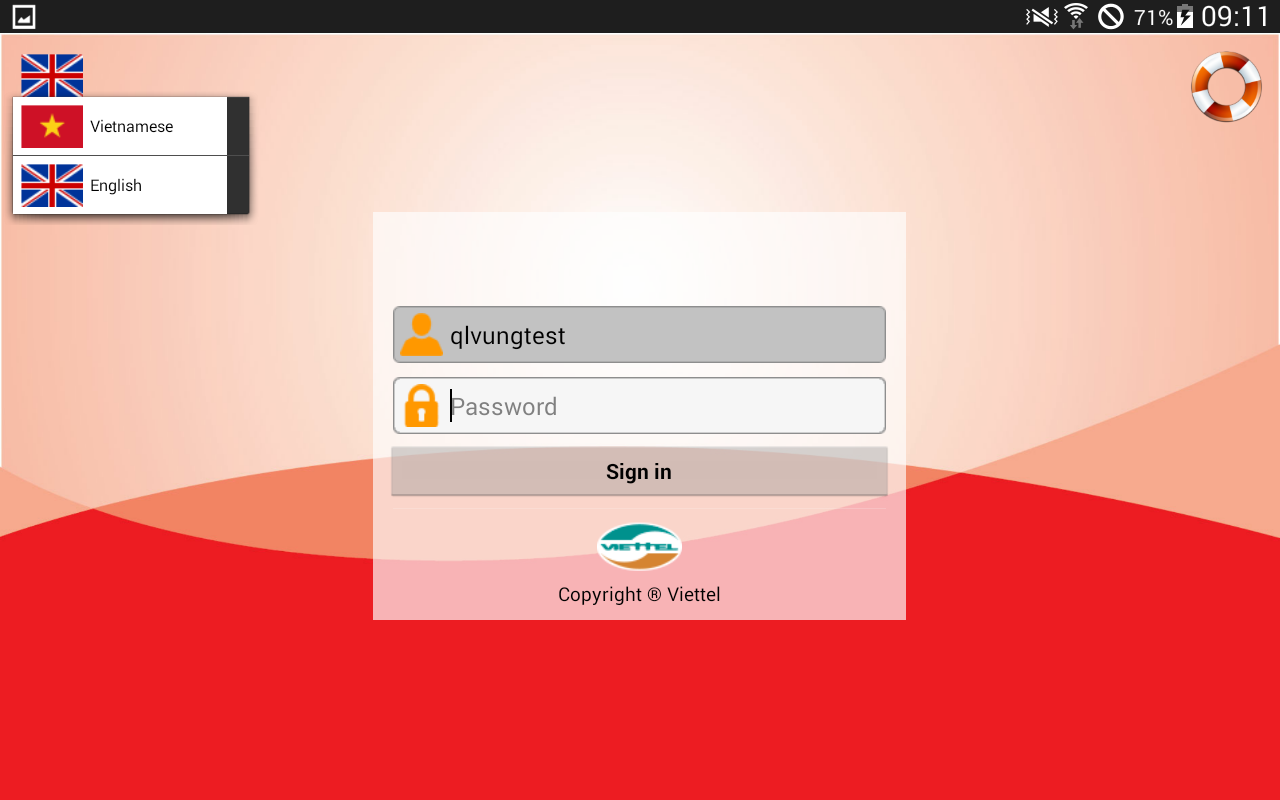 71% 09:11
Vietnamese
English
qlvungtest
Password
Sign in
VIETTEL
Copyright ® Viettel